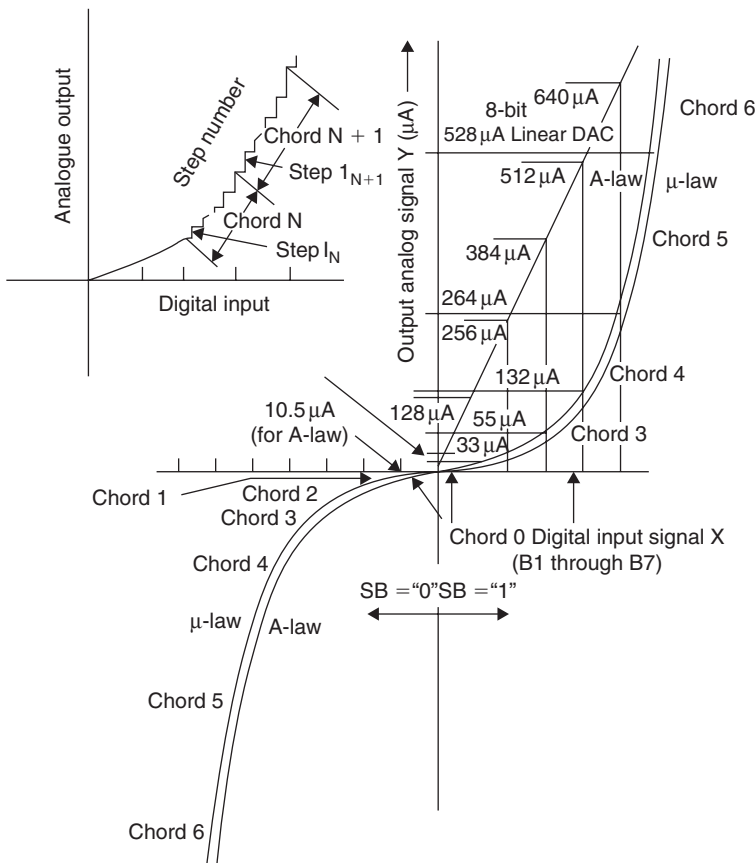 Analogue output
Step number
Chord N + 1
Step 1N+1
Chord N
Step IN
Digital input
Output analog signal Y (µA)
640 µA
8-bit
528 µA Linear DAC
512 µA
A-law
µ-law
Chord 6
Chord 5
384 µA
264 µA
256 µA
132 µA
Chord 4
128 µA
55 µA
Chord 3
33 µA
10.5 µA
(for A-law)
Chord 1
Chord 2
Chord 3
Chord 0 Digital input signal X
(B1 through B7)
Chord 4
SB =“0”SB =“1”
µ-law
A-law
Chord 5
Chord 6